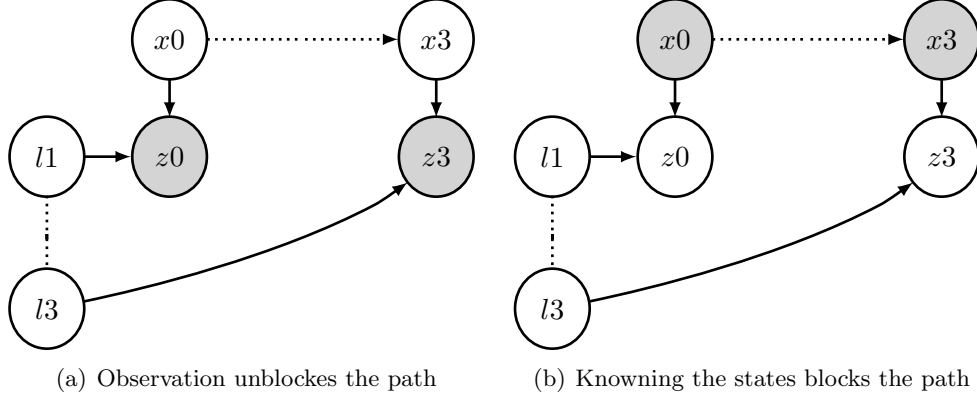 x0 x3 x0 x3
l1 z0 z3 l1 z0 z3
l3 l3
(a) Observation unblockes the path (b) Knowning the states blocks the path